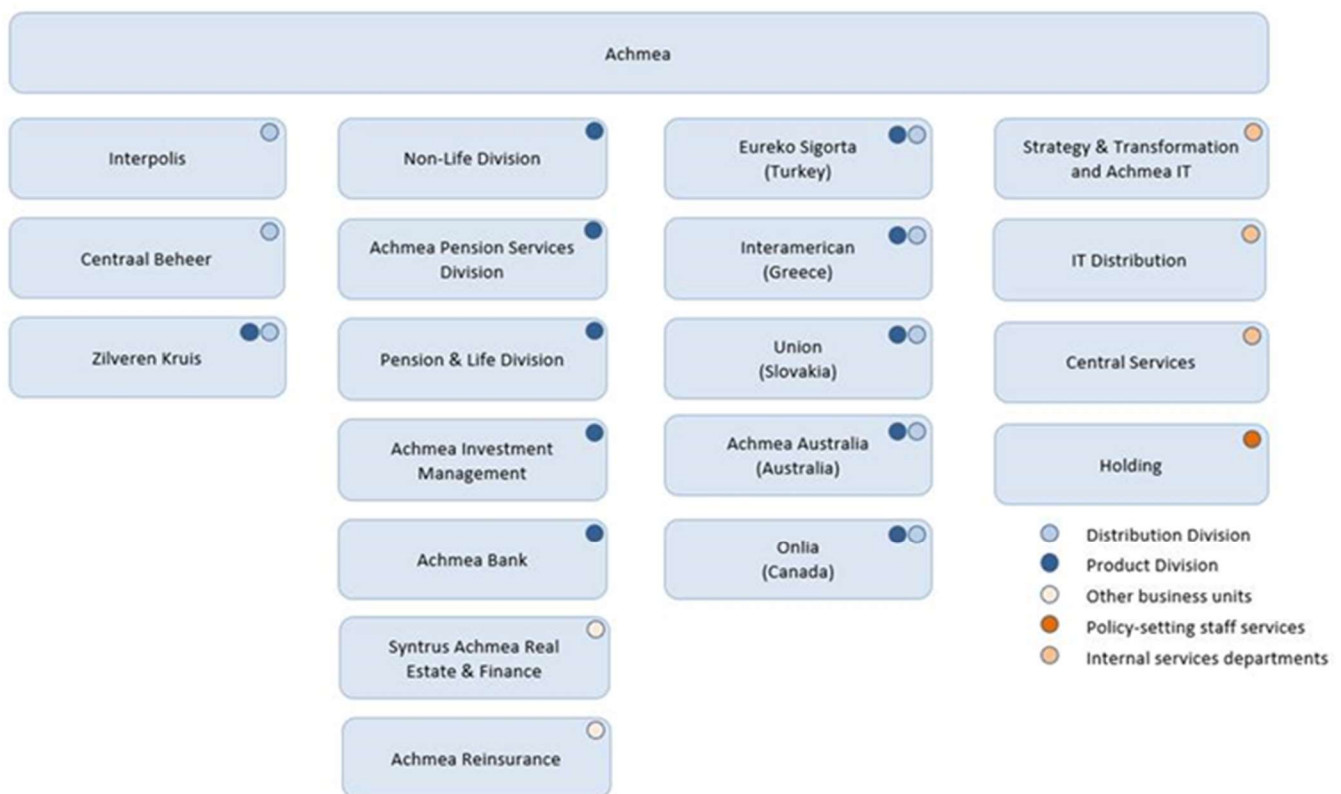 Achmea
Interpolis
Centraal Beheer
Zilveren Kruis
Non-Life Division
Achmea Pension Services
Division
Pension & Life Division
Achmea Investment
Management
Achmea Bank
Syntrus Achmea Real
Estate & Finance
Achmea Reinsurance
Eureko Sigorta
(Turkey)
Interamerican
(Greece)
Union
(Slovakia)
Achmea Australia
(Australia)
Onlia
(Canada)
Strategy & Transformation
and Achmea IT
IT Distribution
Central Services
Holding
Distribution Division
Product Division
Other business units
Policy-setting staff services
Internal services departments